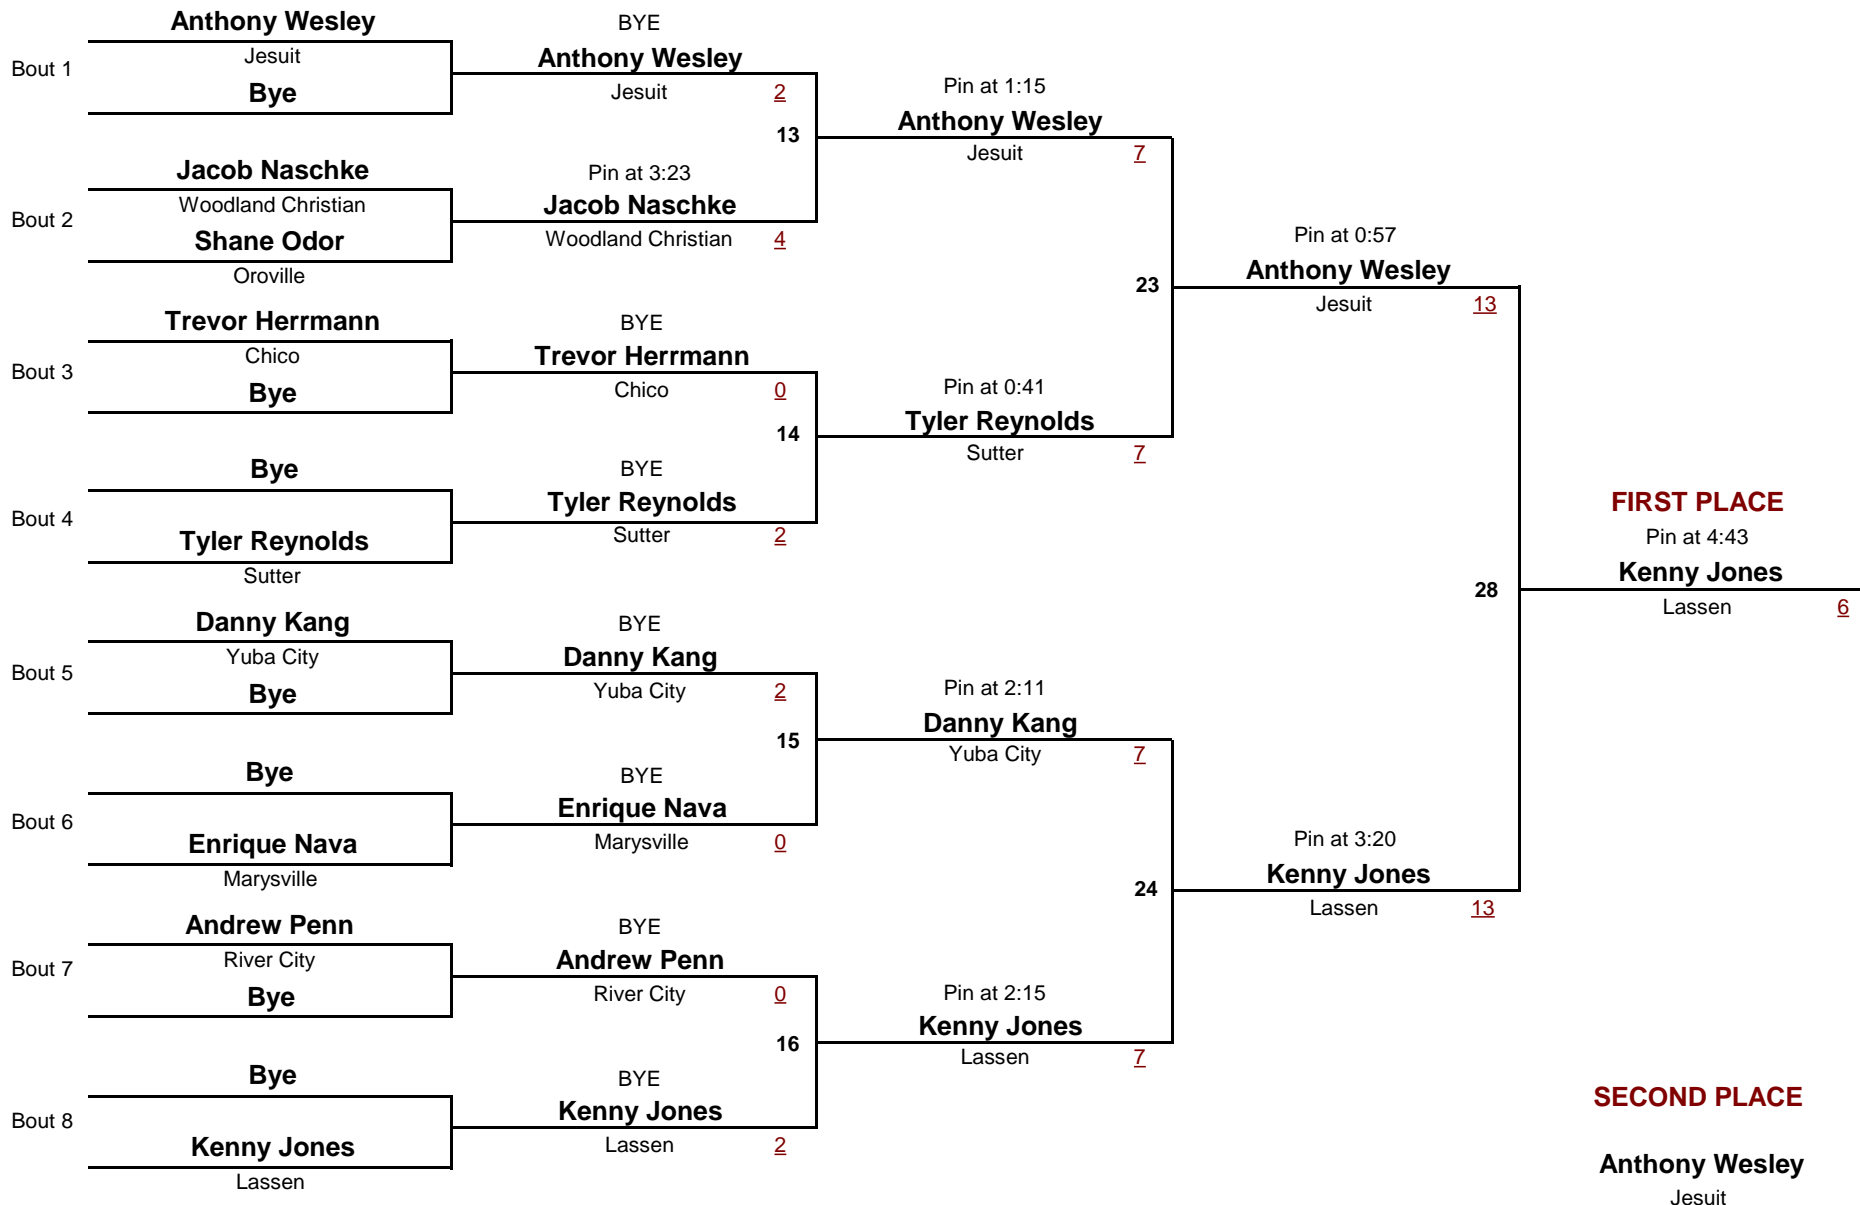 Anthony Wesley
Bout 1
Jesuit
Bye
Jacob Naschke
Bout 2
Woodland Christian
Shane Odor
Oroville
Trevor Herrmann
Bout 3
Chico
Bye
Bye
Bout 4
Tyler Reynolds
Sutter
Danny Kang
Bout 5
Yuba City
Bye
Bye
Bout 6
Enrique Nava
Marysville
Andrew Penn
Bout 7
River City
Bye
Bye
Bout 8
Kenny Jones
Lassen
BYE
Anthony Wesley
Jesuit 2
13
Pin at 3:23
Jacob Naschke
Woodland Christian 4
BYE
Trevor Herrmann
Chico 0
14
BYE
Tyler Reynolds
Sutter 2
BYE
Danny Kang
Yuba City 2
15
BYE
Enrique Nava
Marysville 0
BYE
Andrew Penn
River City 0
16
BYE
Kenny Jones
Lassen 2
Pin at 1:15
Anthony Wesley
Jesuit 7
23
Pin at 0:41
Tyler Reynolds
Sutter 7
Pin at 2:11
Danny Kang
Yuba City 7
24
Pin at 2:15
Kenny Jones
Lassen 7
Pin at 0:57
Anthony Wesley
Jesuit 13
28
Pin at 3:20
Kenny Jones
Lassen 13
FIRST PLACE
Pin at 4:43
Kenny Jones
Lassen 6
SECOND PLACE
Anthony Wesley
Jesuit